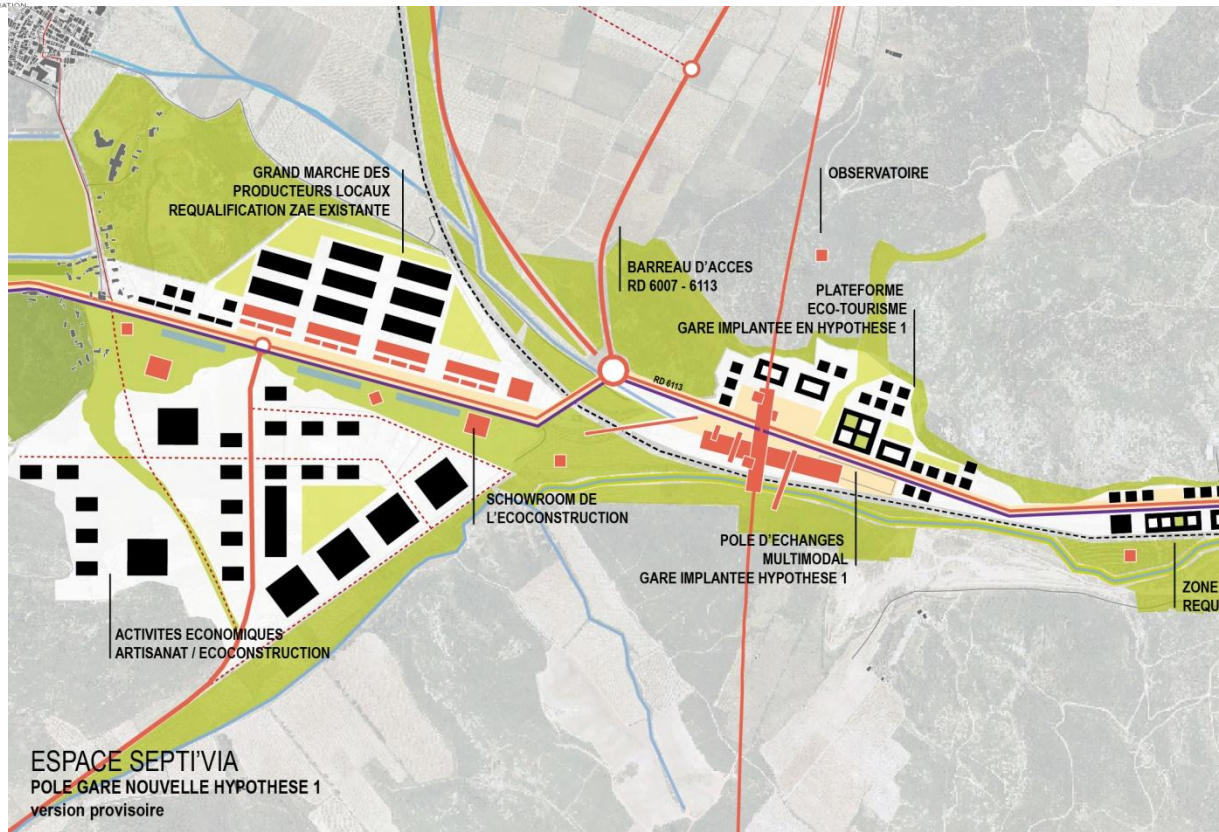 GRAND MARCHE DES
PRODUCTEURS LOCAUX
REQUALIFICATION ZAE EXISTANTE
OBSERVATOIRE
BARREAU D'ACCES
RD 6007 - 6113
PLATEFORME
ECO-TOURISME
GARE IMPLANTEE EN HYPOTHESE 1
RD 6113
SCHOWROOM DE
L'ECOCONSTRUCTION
POLE D'ECHANGES
MULTIMODAL
GARE IMPLANTEE HYPOTHESE 1
ZONE
REQU
ACTIVITES ECONOMIQUES
ARTISANAT / ECOCONSTRUCTION
ESPACE SEPTI'VIA
POLE GARE NOUVELLE HYPOTHESE 1
version provisoire